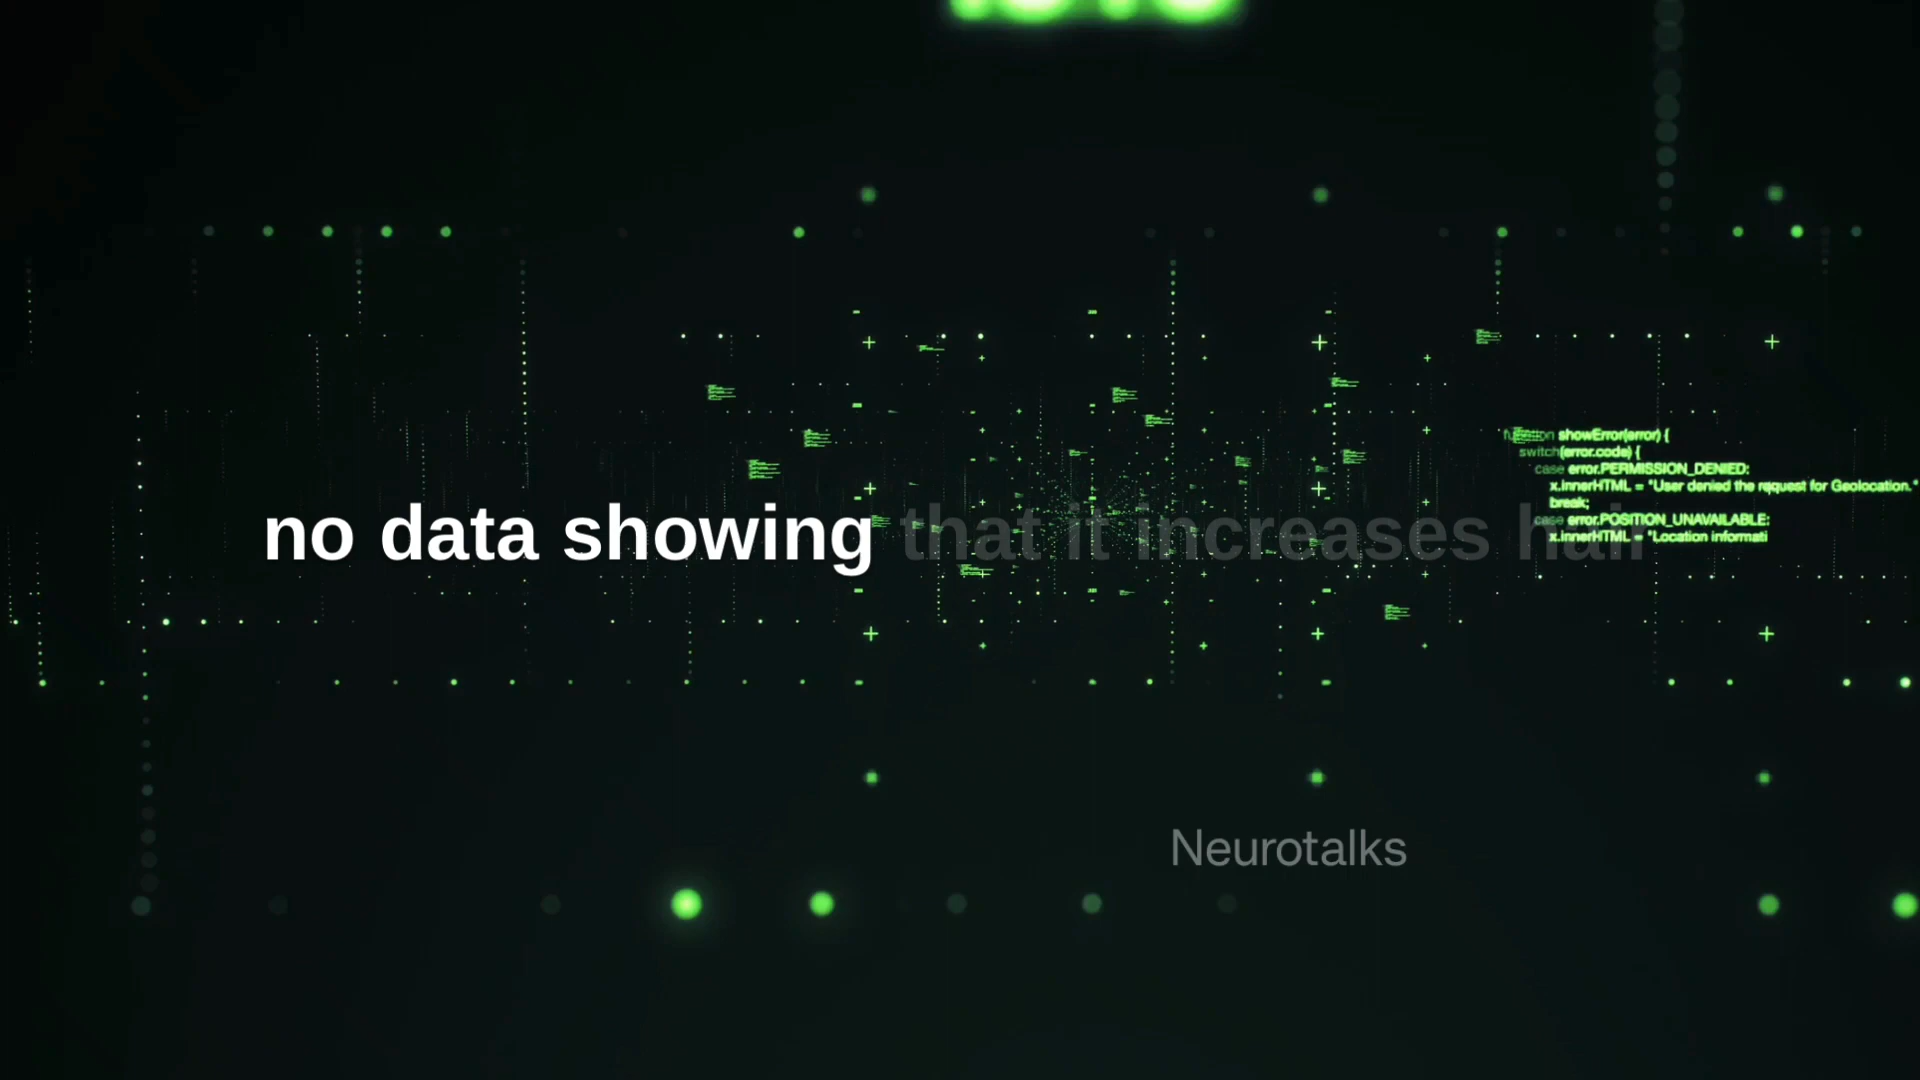 no data showing that it increases hair
function showError(error) {
switch(error.code) {
case error.PERMISSION_DENIED:
x.innerHTML = "User denied the request for Geolocation."
break;
case error.POSITION_UNAVAILABLE:
x.innerHTML = "Location informati
Neurotalks